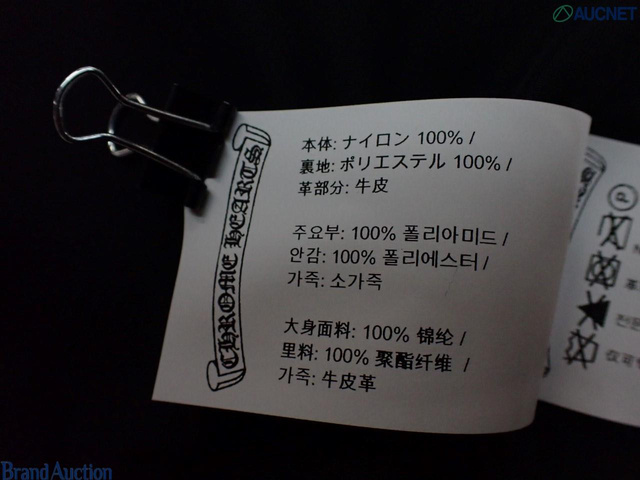 AUCNET
CHROME HEARTS
本体: ナイロン 100% /
裏地: ポリエステル 100% /
革部分: 牛皮
주요부: 100% 폴리아미드 /
안감: 100% 폴리에스터 /
가죽: 소가죽
大身面料: 100% 锦纶 /
里料: 100% 聚酯纤维 /
가죽: 牛皮革
P
革
Brand Auction